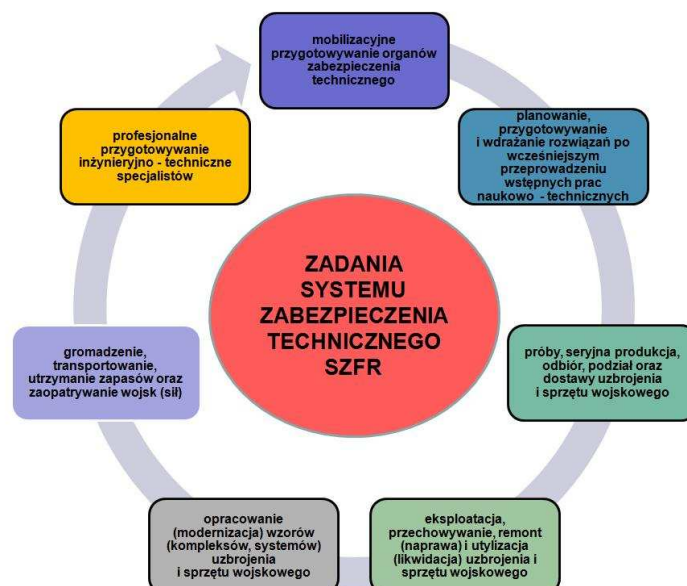 mobilizacyjne
przygotowywanie organów
zabezpieczenia
technicznego
planowanie,
przygotowywanie
i wdrażanie rozwiązań po
wcześniejszym
przeprowadzeniu
wstępnych prac
naukowo - technicznych
próby, seryjna produkcja,
odbiór, podział oraz
dostawy uzbrojenia
i sprzętu wojskowego
eksploatacja,
przechowywanie, remont
(naprawa) i utylizacja
(likwidacja) uzbrojenia i
sprzętu wojskowego
opracowanie
(modernizacja) wzorów
(kompleksów, systemów)
uzbrojenia
i sprzętu wojskowego
gromadzenie,
transportowanie,
utrzymanie zapasów oraz
zaopatrywanie wojsk (sił)
profesjonalne
przygotowywanie
inżynieryjno - techniczne
specjalistów
ZADANIA
SYSTEMU
ZABEZPIECZENIA
TECHNICZNEGO
SZFR